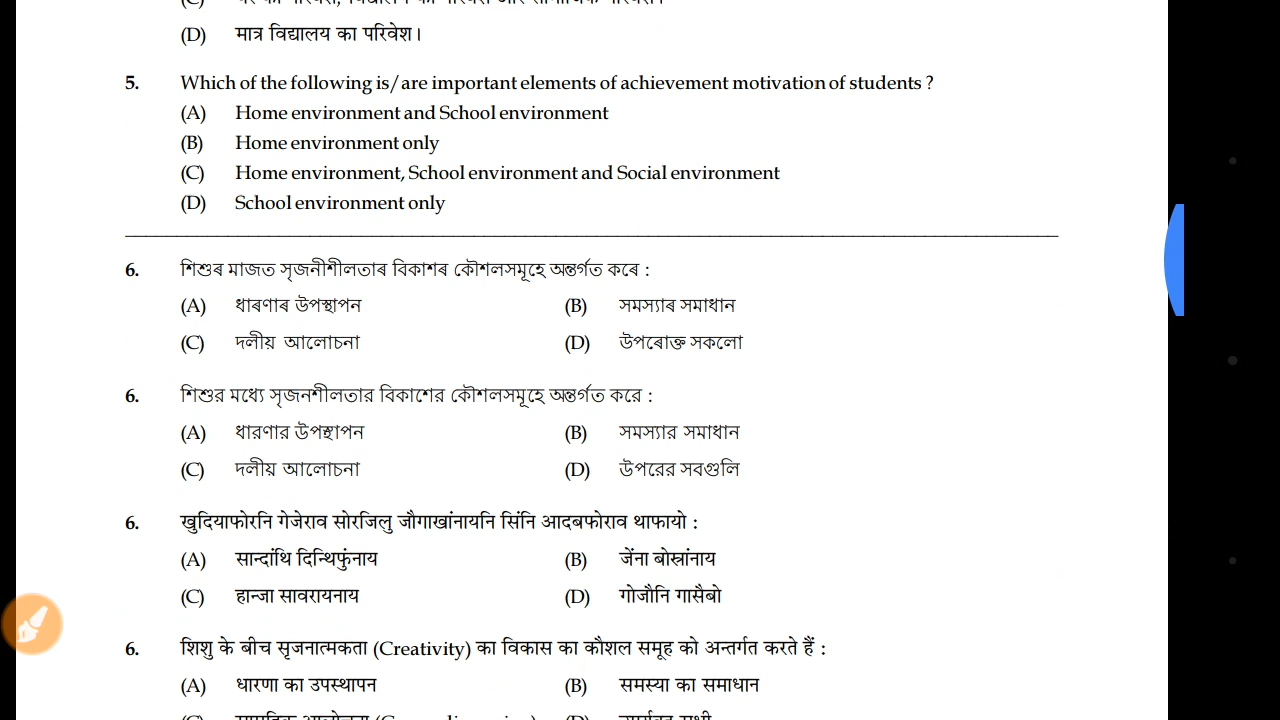 (D) मात्र विद्यालय का परिवेश।
5. Which of the following is/are important elements of achievement motivation of students ?
(A) Home environment and School environment
(B) Home environment only
(C) Home environment, School environment and Social environment
(D) School environment only
6. শিশুৰ মাজত সৃজনীশীলতাৰ বিকাশৰ কৌশলসমূহে অন্তৰ্গত কৰে :
(A) ধাৰণাৰ উপস্থাপন (B) সমস্যাৰ সমাধান
(C) দলীয় আলোচনা (D) উপৰোক্ত সকলো
6. শিশুর মধ্যে সৃজনশীলতার বিকাশের কৌশলসমূহে অন্তর্গত করে :
(A) ধারণার উপস্থাপন (B) সমস্যার সমাধান
(C) দলীয় আলোচনা (D) উপরের সবগুলি
6. खुदियाफोरनि गेजेराव सोरजिलु जौगाखांनायनि सिंनि आदबफोराव थाफायो :
(A) सान्दांथि दिन्थिफुंनाय (B) जेंना बोस्रांनाय
(C) हान्जा सावरायनाय (D) गोजौनि गासैबो
6. शिशु के बीच सृजनात्मकता (Creativity) का विकास का कौशल समूह को अन्तर्गत करते हैं :
(A) धारणा का उपस्थापन (B) समस्या का समाधान